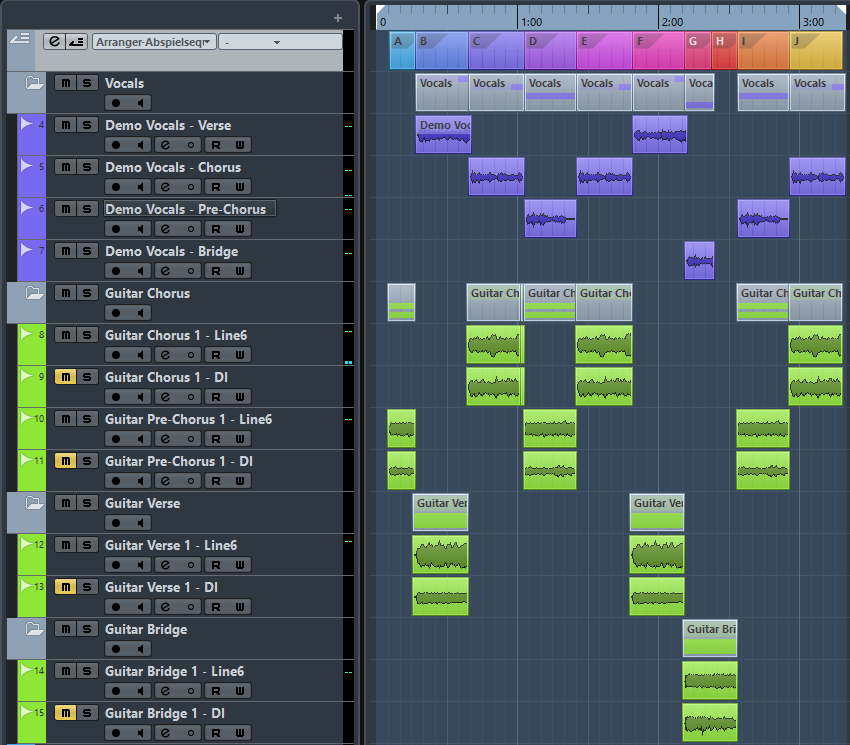 0 1:00 2:00 3:00
Arranger-Abspielseq -
A B C D E F G H I J
m S Vocals
Vocals Vocals Vocals Vocals Vocals Voca Vocals Vocals
4 m S Demo Vocals - Verse
R W
Demo Voc
5 m S Demo Vocals - Chorus
R W
6 m S Demo Vocals - Pre-Chorus
R W
7 m S Demo Vocals - Bridge
R W
m S Guitar Chorus
Guitar Ch Guitar Ch Guitar Ch Guitar Ch Guitar Ch
8 m S Guitar Chorus 1 - Line6
R W
9 m S Guitar Chorus 1 - DI
R W
10 m S Guitar Pre-Chorus 1 - Line6
R W
11 m S Guitar Pre-Chorus 1 - DI
R W
m S Guitar Verse
Guitar Ver Guitar Ver
12 m S Guitar Verse 1 - Line6
R W
13 m S Guitar Verse 1 - DI
R W
m S Guitar Bridge
Guitar Bri
14 m S Guitar Bridge 1 - Line6
R W
15 m S Guitar Bridge 1 - DI
R W